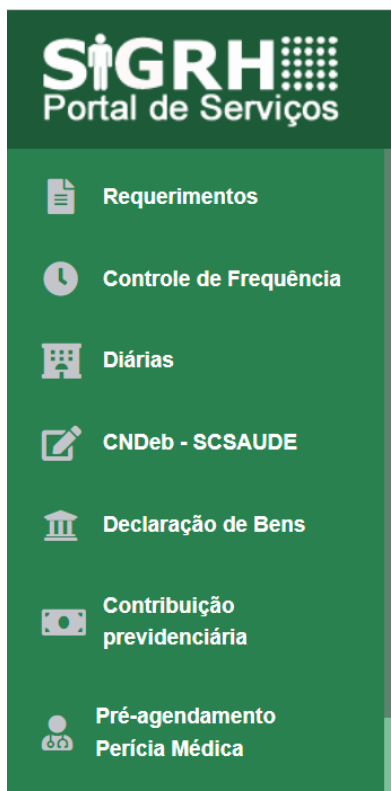 SIGRH
Portal de Serviços
Requerimentos
Controle de Frequência
Diárias
CNDeb - SCSAUDE
Declaração de Bens
Contribuição
previdenciária
Pré-agendamento
Perícia Médica